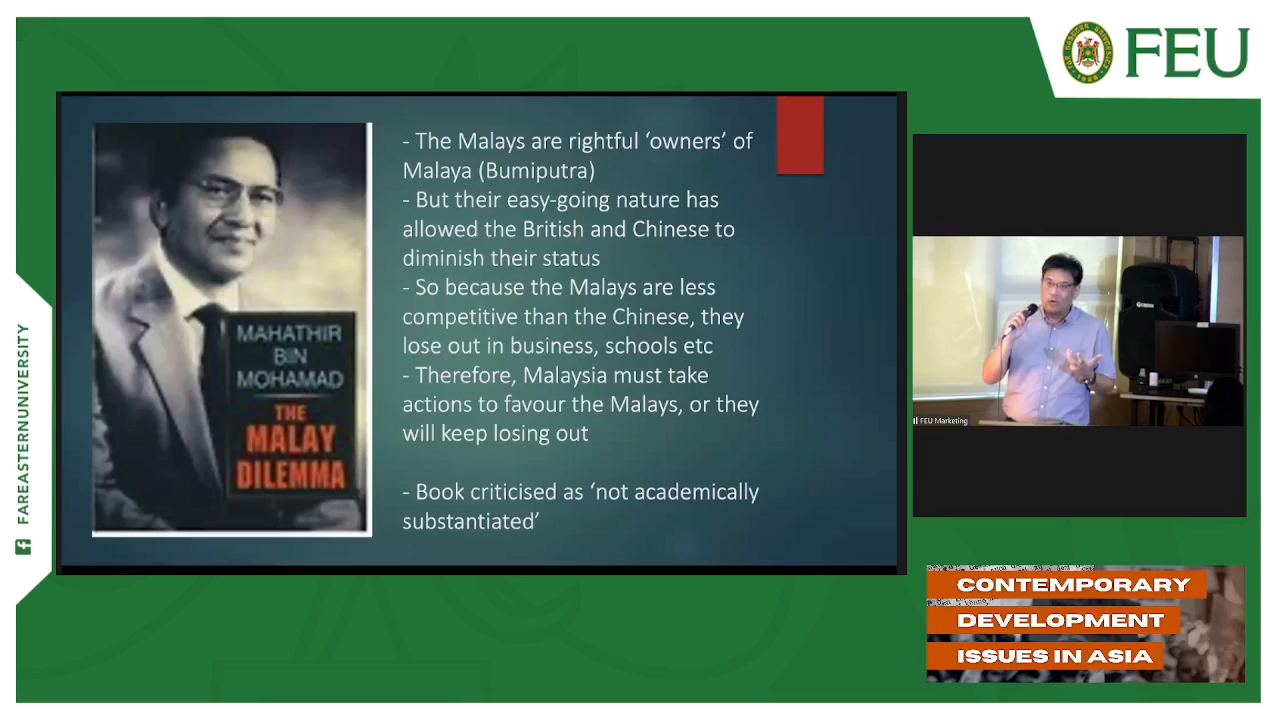 FEU
- The Malays are rightful ‘owners’ of
Malaya (Bumiputra)
- But their easy-going nature has
allowed the British and Chinese to
diminish their status
- So because the Malays are less
competitive than the Chinese, they
lose out in business, schools etc
- Therefore, Malaysia must take
actions to favour the Malays, or they
will keep losing out
- Book criticised as ‘not academically
substantiated’
MAHATHIR
BIN
MOHAMAD
THE
MALAY
DILEMMA
FEU Marketing
FAREASTERNUNIVERSITY
CONTEMPORARY
DEVELOPMENT
ISSUES IN ASIA